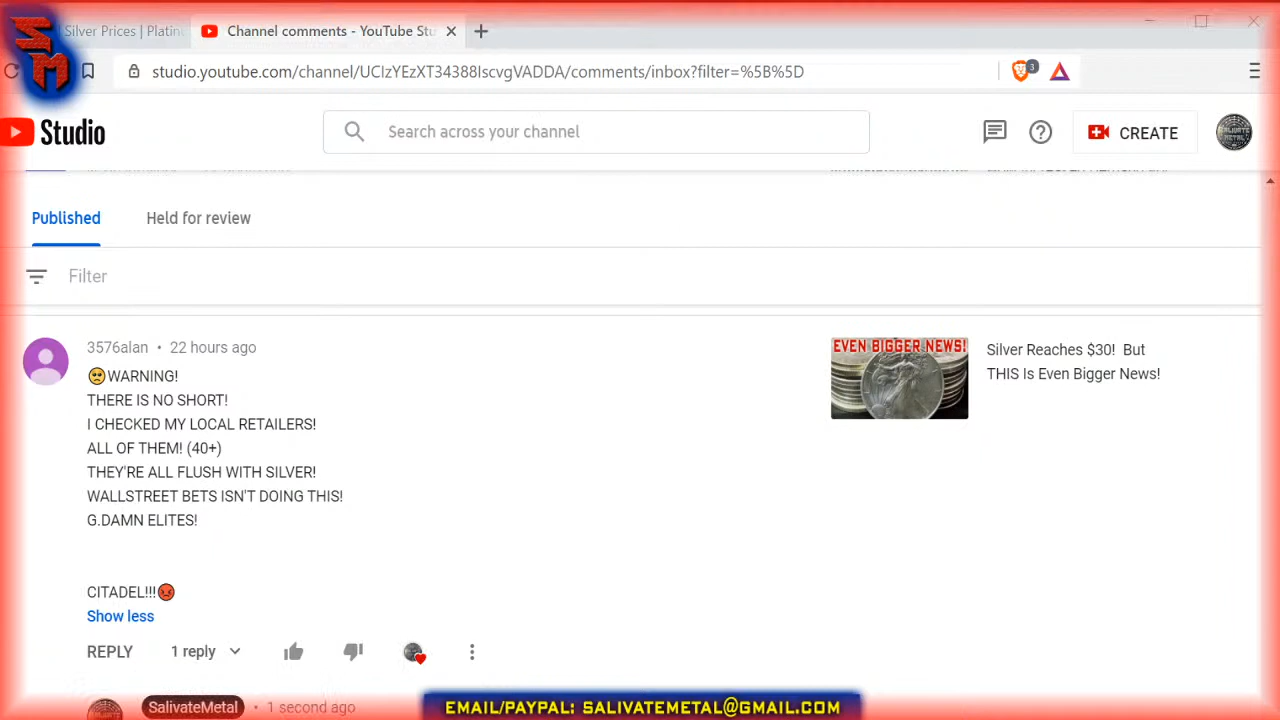 SM
Silver Prices | Platin
Channel comments - YouTube Stu
studio.youtube.com/channel/UCIzYEzXT34388IscvgVADDA/comments/inbox?filter=%5B%5D
3
Studio
Search across your channel
CREATE
Published
Held for review
Filter
3576alan • 22 hours ago
WARNING!
THERE IS NO SHORT!
I CHECKED MY LOCAL RETAILERS!
ALL OF THEM! (40+)
THEY'RE ALL FLUSH WITH SILVER!
WALLSTREET BETS ISN'T DOING THIS!
G.DAMN ELITES!
CITADEL!!!
Show less
REPLY 1 reply
EVEN BIGGER NEWS!
Silver Reaches $30! But
THIS Is Even Bigger News!
SalivateMetal • 1 second ago
EMAIL/PAYPAL: SALIVATEMETAL@GMAIL.COM